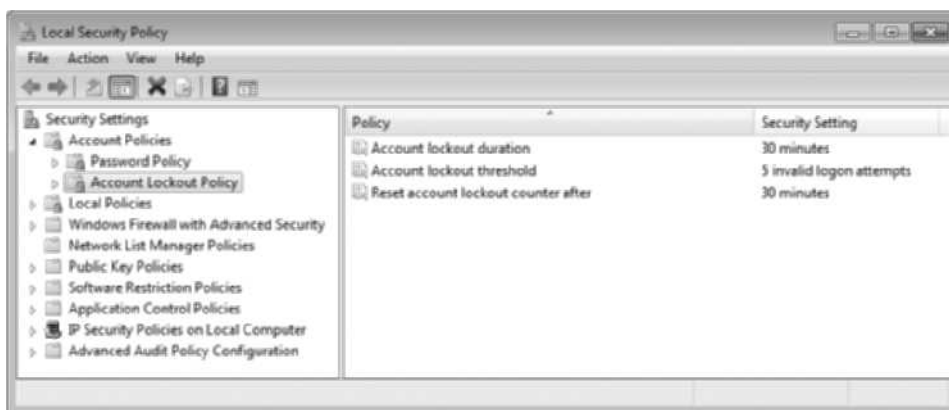 Local Security Policy
File Action View Help
Security Settings
Account Policies
Password Policy
Account Lockout Policy
Local Policies
Windows Firewall with Advanced Security
Network List Manager Policies
Public Key Policies
Software Restriction Policies
Application Control Policies
IP Security Policies on Local Computer
Advanced Audit Policy Configuration
Policy Security Setting
Account lockout duration 30 minutes
Account lockout threshold 5 invalid logon attempts
Reset account lockout counter after 30 minutes